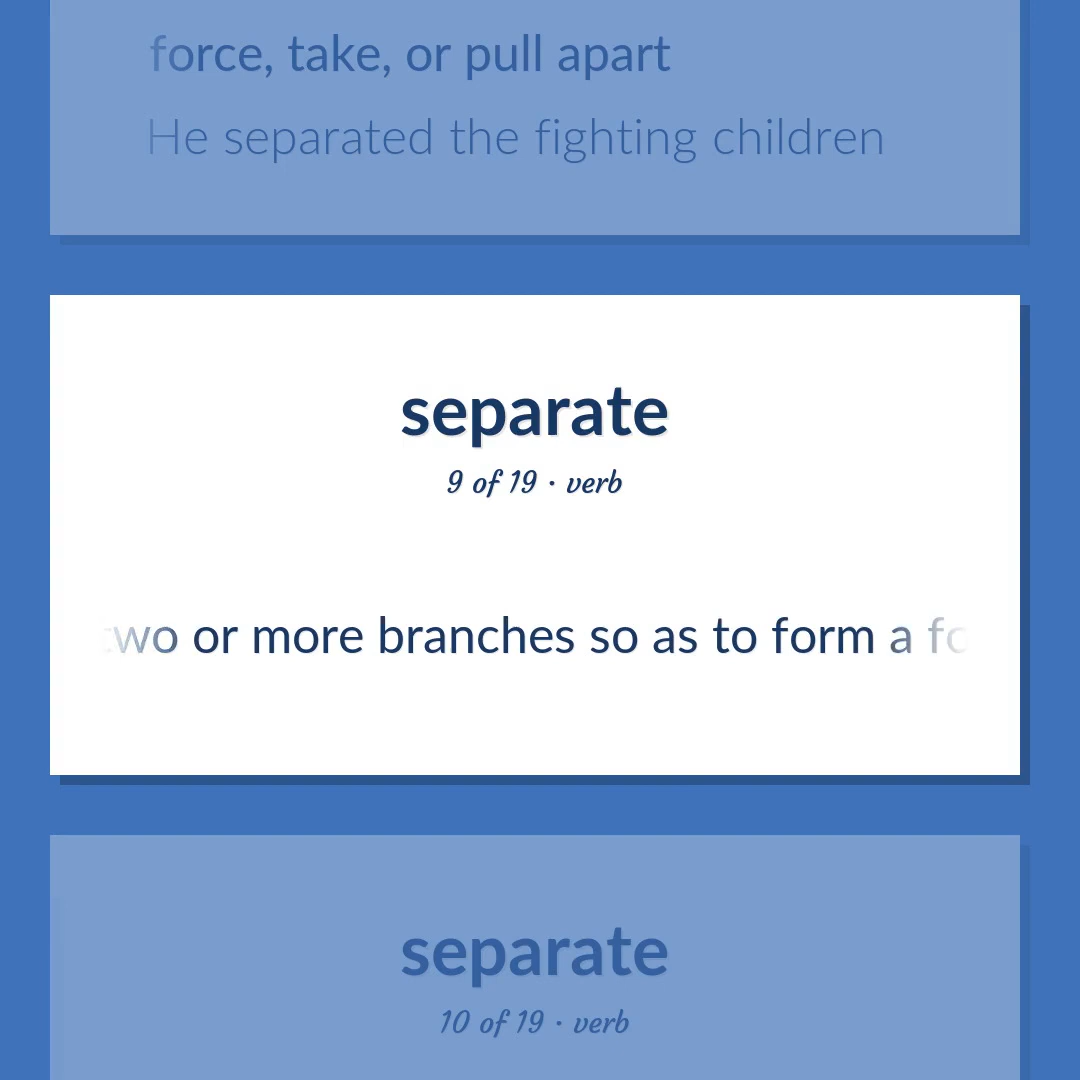 force, take, or pull apart
He separated the fighting children
separate
9 of 19 · verb
two or more branches so as to form a
separate
10 of 19 · verb